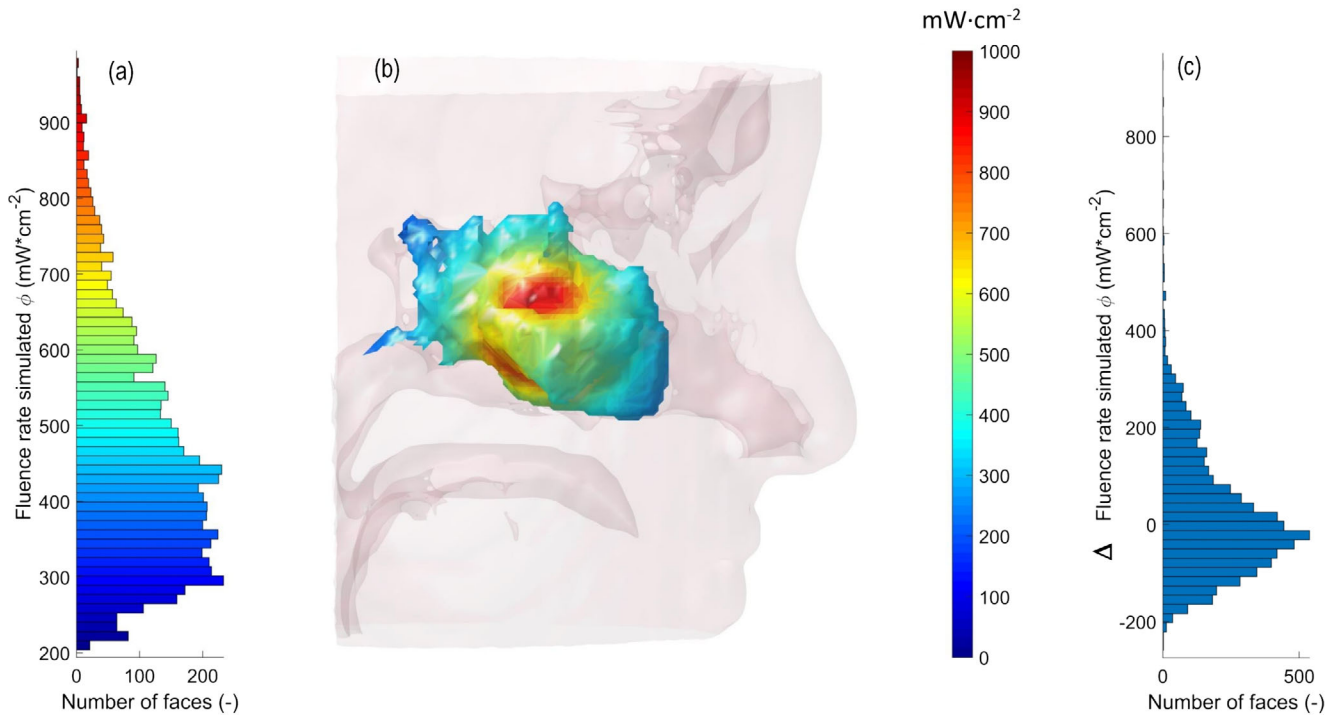 (a)
900
800
700
600
500
400
300
200
Fluence rate simulated ϕ (mW*cm⁻²)
0 100 200
Number of faces (-)
(b)
mW·cm⁻²
1000
900
800
700
600
500
400
300
200
100
0
(c)
800
600
400
200
0
-200
Δ Fluence rate simulated ϕ (mW*cm⁻²)
0 500
Number of faces (-)